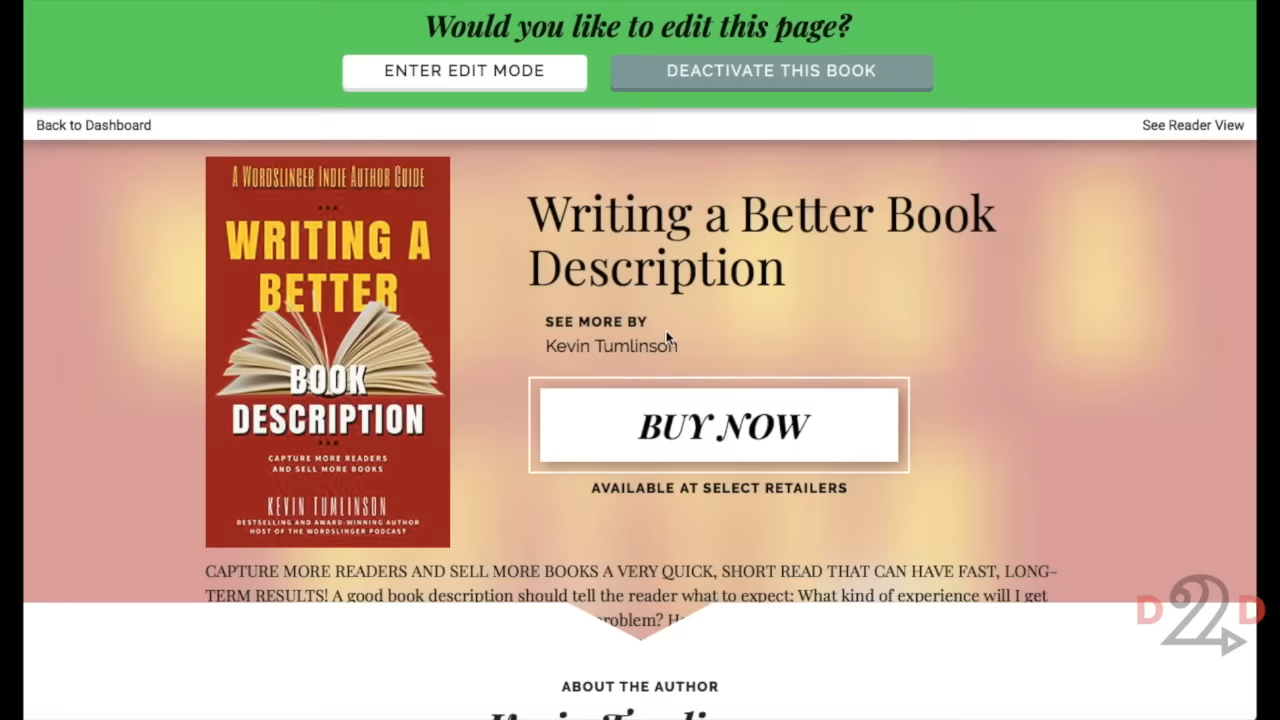 Would you like to edit this page?
ENTER EDIT MODE
DEACTIVATE THIS BOOK
Back to Dashboard
See Reader View
A WORDSLINGER INDIE AUTHOR GUIDE
WRITING A
BETTER
BOOK
DESCRIPTION
CAPTURE MORE READERS
AND SELL MORE BOOKS
KEVIN TUMLINSON
BESTSELLING AND AWARD-WINNING AUTHOR
HOST OF THE WORDSLINGER PODCAST
Writing a Better Book
Description
SEE MORE BY
Kevin Tumlinson
BUY NOW
AVAILABLE AT SELECT RETAILERS
CAPTURE MORE READERS AND SELL MORE BOOKS A VERY QUICK, SHORT READ THAT CAN HAVE FAST, LONG-
TERM RESULTS! A good book description should tell the reader what to expect: What kind of experience will I get
D2D
ABOUT THE AUTHOR